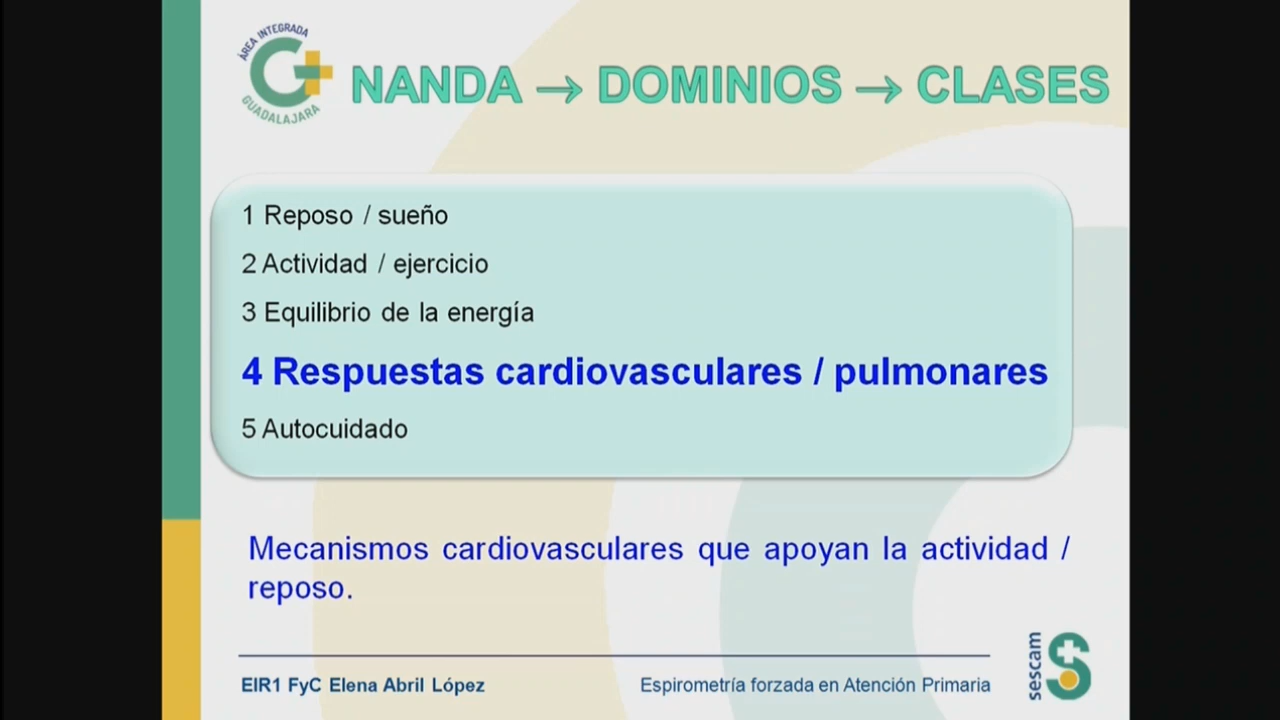 ÁREA INTEGRADA
GUADALAJARA
NANDA → DOMINIOS → CLASES
1 Reposo / sueño
2 Actividad / ejercicio
3 Equilibrio de la energía
4 Respuestas cardiovasculares / pulmonares
5 Autocuidado
Mecanismos cardiovasculares que apoyan la actividad /
reposo.
EIR1 FyC Elena Abril López
Espirometría forzada en Atención Primaria
sescam